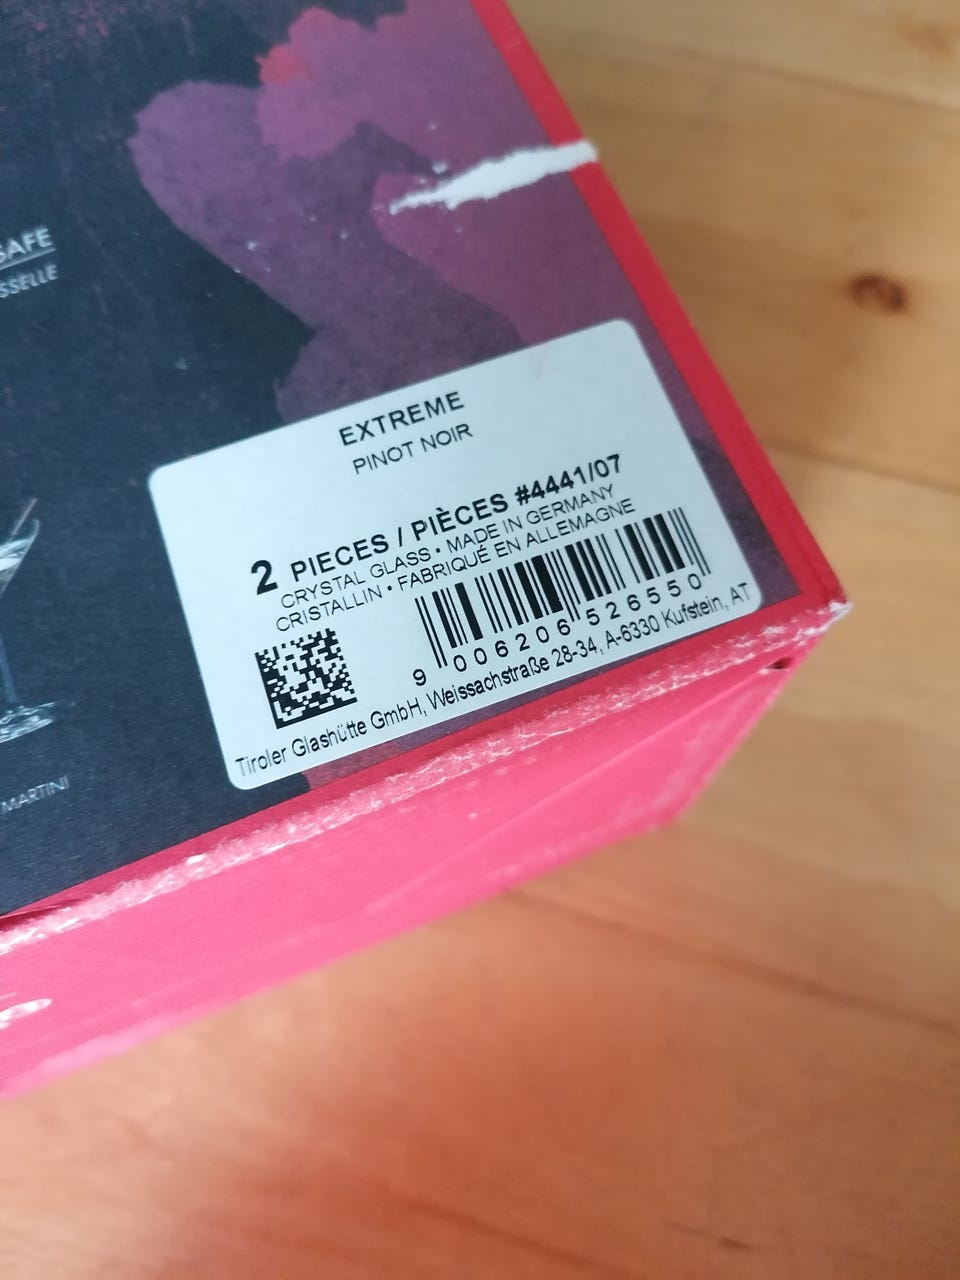 SAFE
SSELLE
EXTREME
PINOT NOIR
2 PIECES / PIÈCES #4441/07
CRYSTAL GLASS • MADE IN GERMANY
CRISTALLIN • FABRIQUÉ EN ALLEMAGNE
9 006206 526550
Tiroler Glashütte GmbH, Weissachstraße 28-34, A-6330 Kufstein, AT
MARTINI